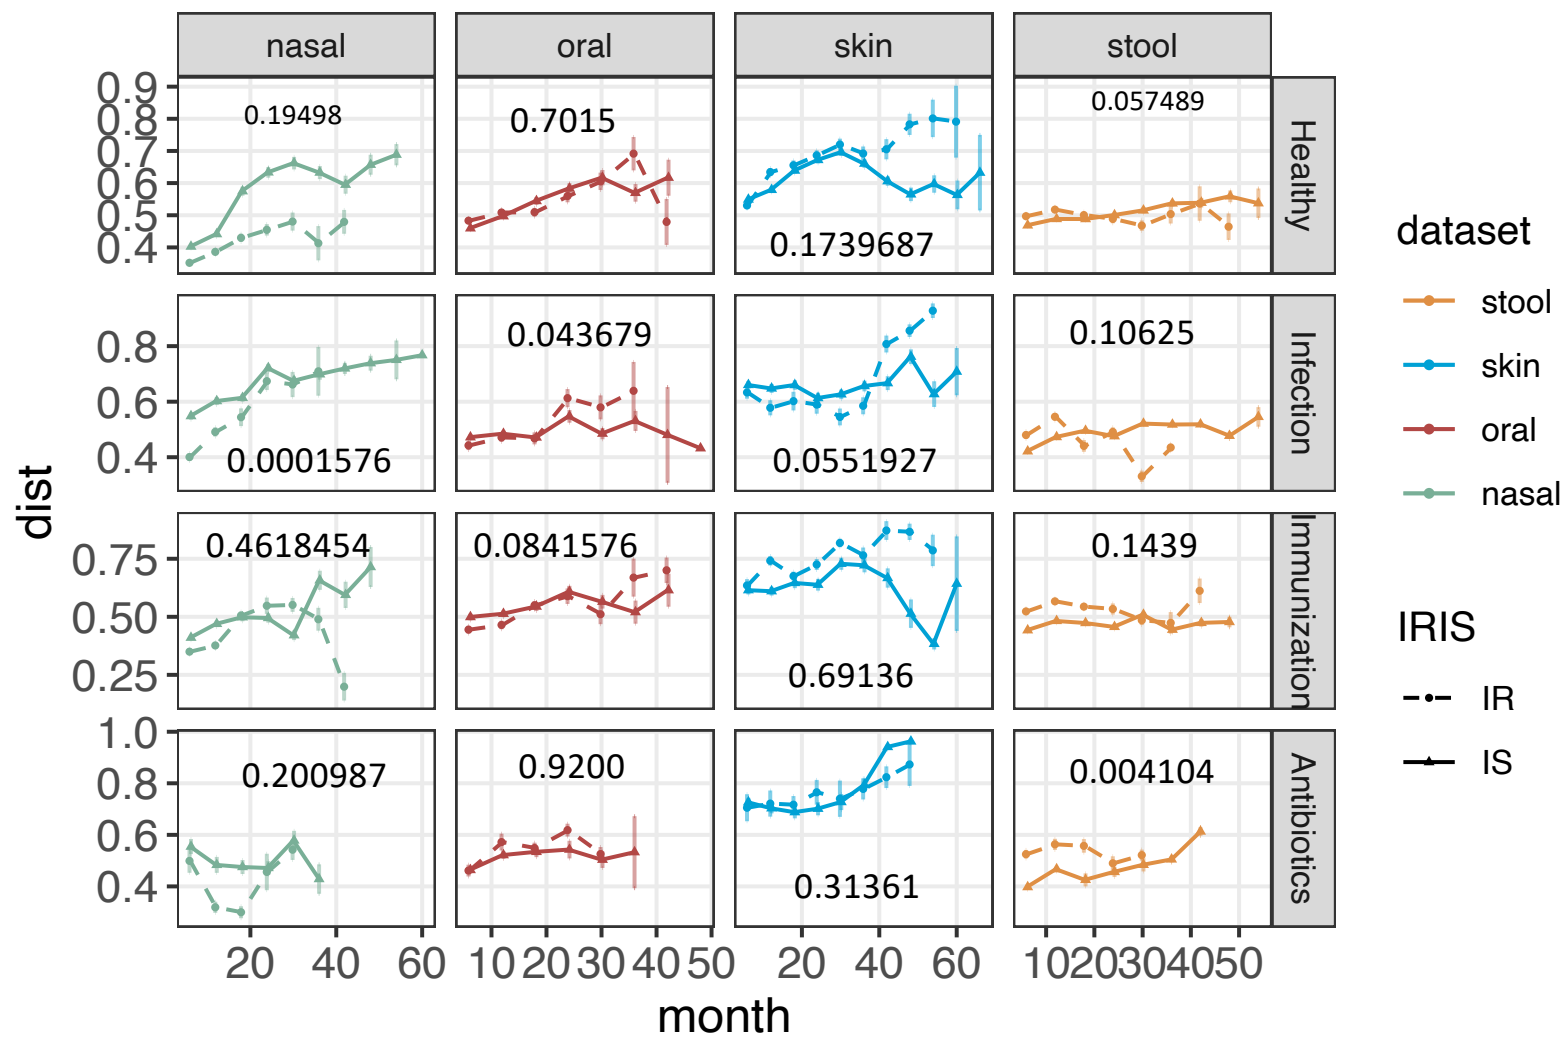 nasal oral skin stool
0.9
0.8
0.7
0.6
0.5
0.4
0.19498
0.7015
0.1739687
0.057489
Healthy
0.8
0.6
0.4
0.0001576
0.043679
0.0551927
0.10625
Infection
0.75
0.50
0.25
0.4618454
0.0841576
0.69136
0.1439
Immunization
1.0
0.8
0.6
0.4
0.200987
0.9200
0.31361
0.004104
Antibiotics
20 40 60
10 20 30 40 50
20 40 60
10 20 30 40 50
month
dist
dataset
stool
skin
oral
nasal
IRIS
IR
IS